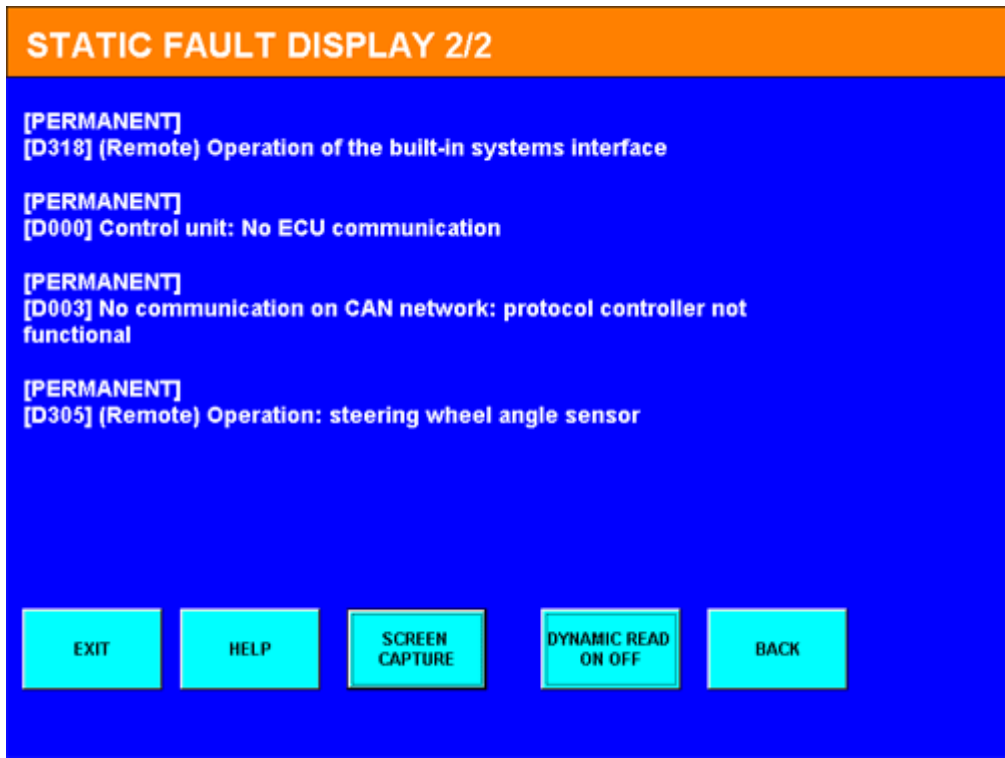 STATIC FAULT DISPLAY 2/2
[PERMANENT]
[D318] (Remote) Operation of the built-in systems interface
[PERMANENT]
[D000] Control unit: No ECU communication
[PERMANENT]
[D003] No communication on CAN network: protocol controller not
functional
[PERMANENT]
[D305] (Remote) Operation: steering wheel angle sensor
EXIT
HELP
SCREEN
CAPTURE
DYNAMIC READ
ON OFF
BACK